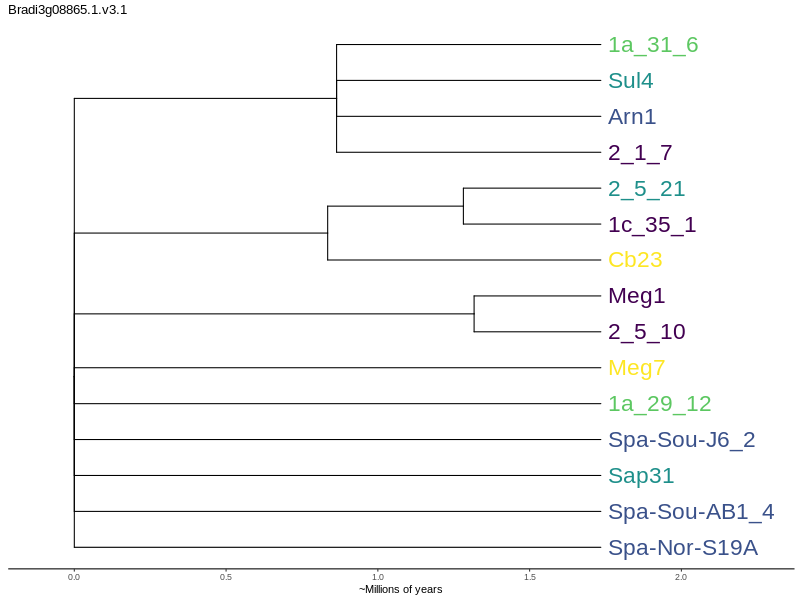 Bradi3g08865.1.v3.1
1a_31_6
Sul4
Arn1
2_1_7
2_5_21
1c_35_1
Cb23
Meg1
2_5_10
Meg7
1a_29_12
Spa-Sou-J6_2
Sap31
Spa-Sou-AB1_4
Spa-Nor-S19A
0.0 0.5 1.0 1.5 2.0
~Millions of years